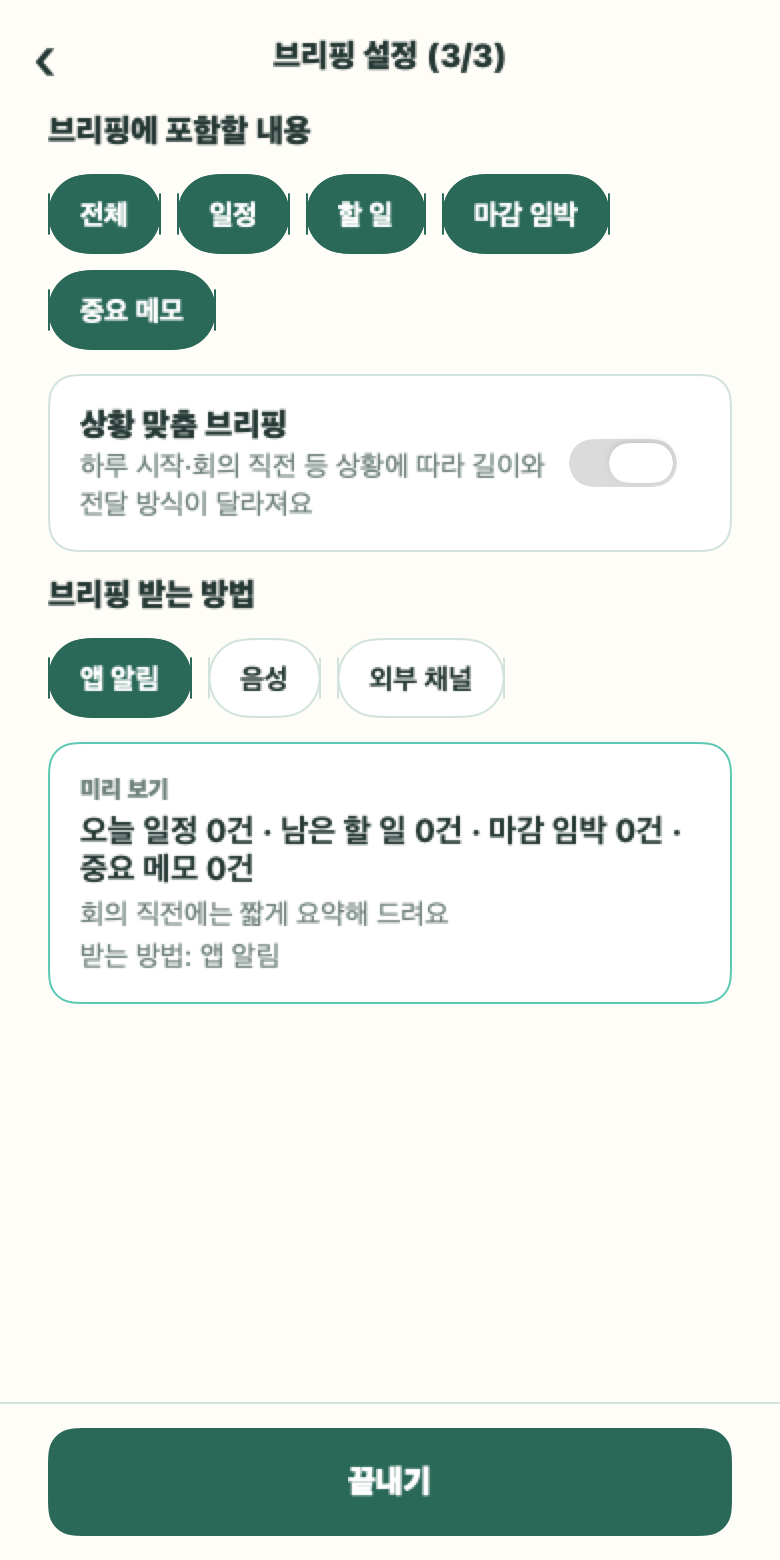 브리핑 설정 (3/3)
브리핑에 포함할 내용
전체 일정 할 일 마감 임박
중요 메모
상황 맞춤 브리핑
하루 시작·회의 직전 등 상황에 따라 길이와
전달 방식이 달라져요
브리핑 받는 방법
앱 알림 음성 외부 채널
미리 보기
오늘 일정 0건 · 남은 할 일 0건 · 마감 임박 0건 ·
중요 메모 0건
회의 직전에는 짧게 요약해 드려요
받는 방법: 앱 알림
끝내기